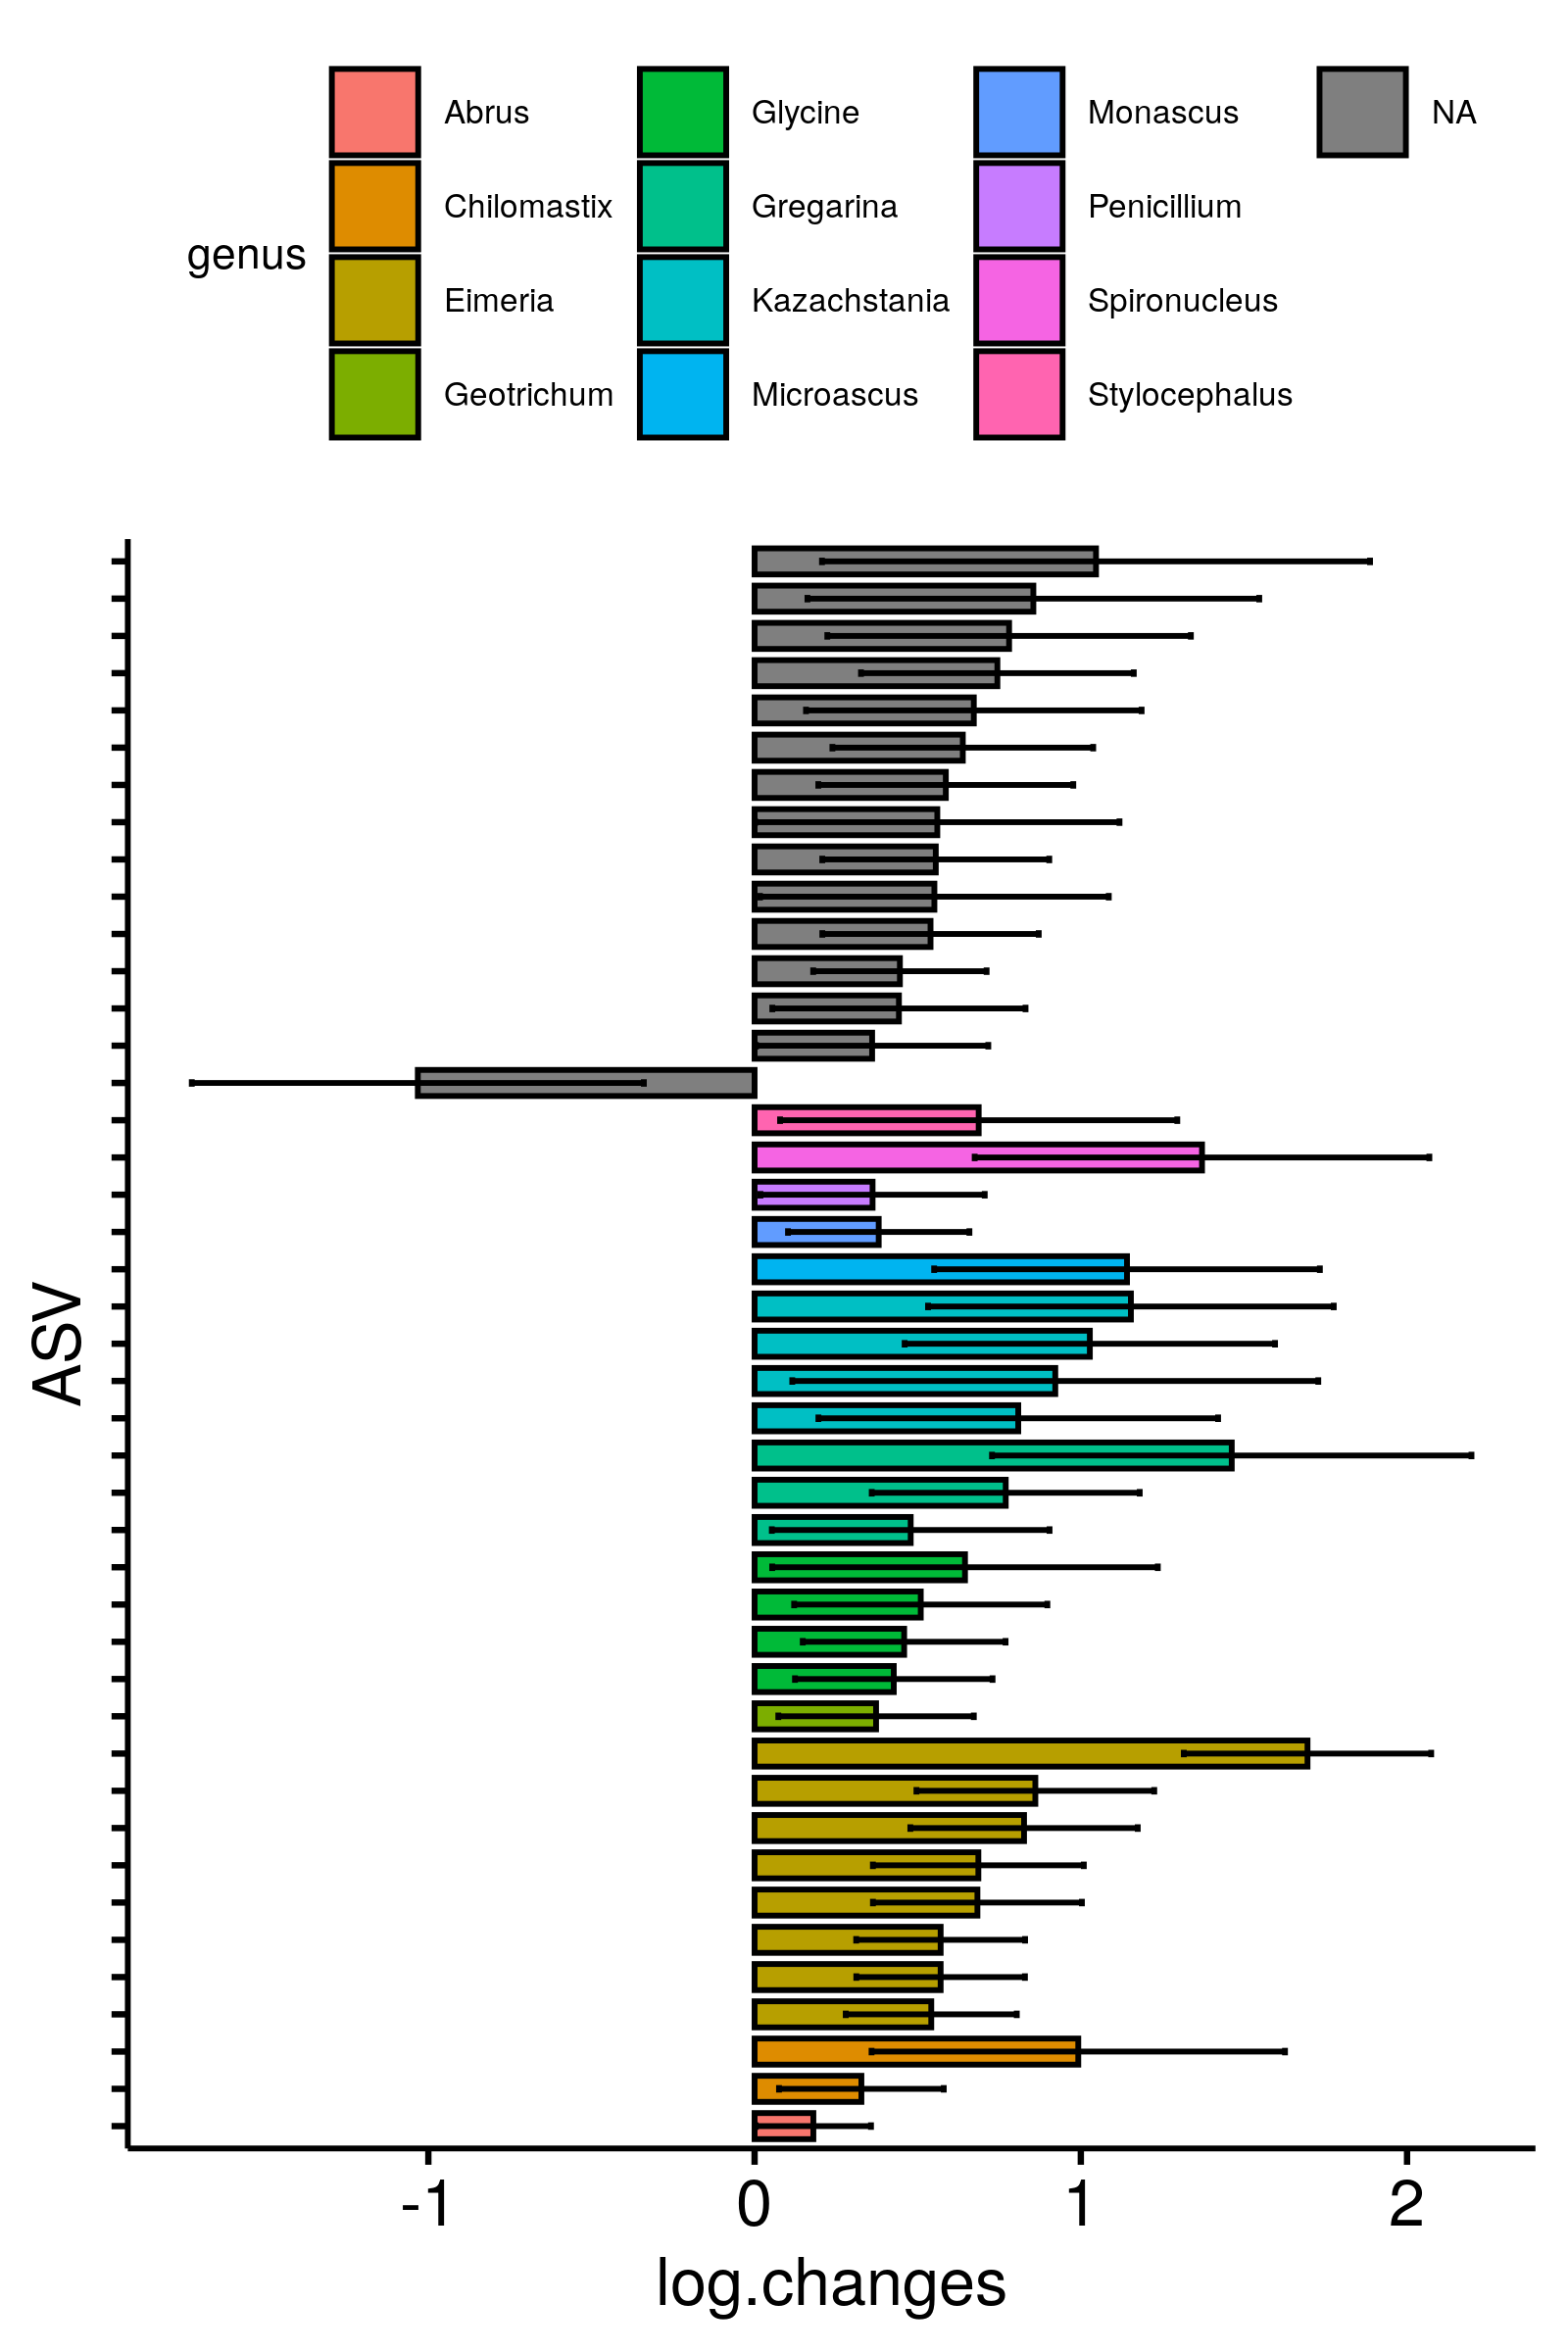 genus
Abrus
Chilomastix
Eimeria
Geotrichum
Glycine
Gregarina
Kazachstania
Microascus
Monascus
Penicillium
Spironucleus
Stylocephalus
NA
ASV
-1 0 1 2
log.changes